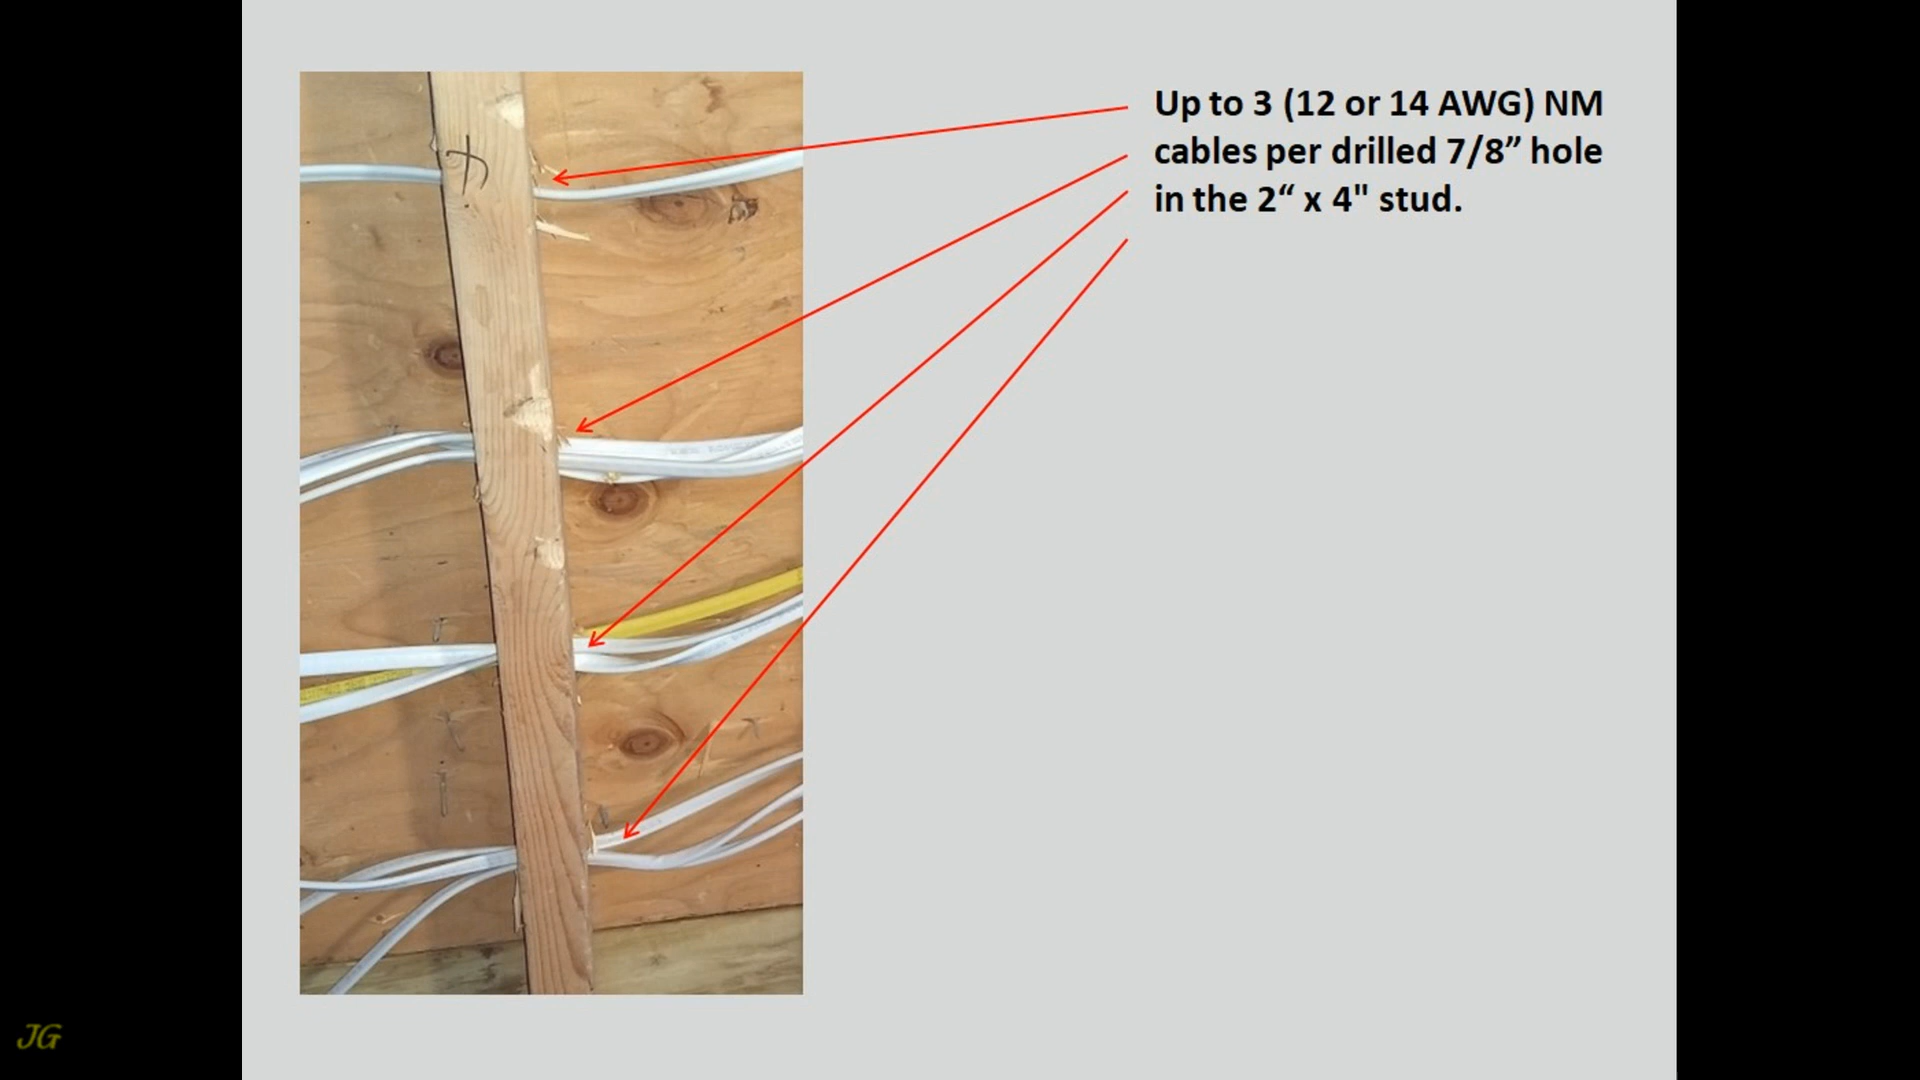 Up to 3 (12 or 14 AWG) NM
cables per drilled 7/8” hole
in the 2“ x 4" stud.
JG